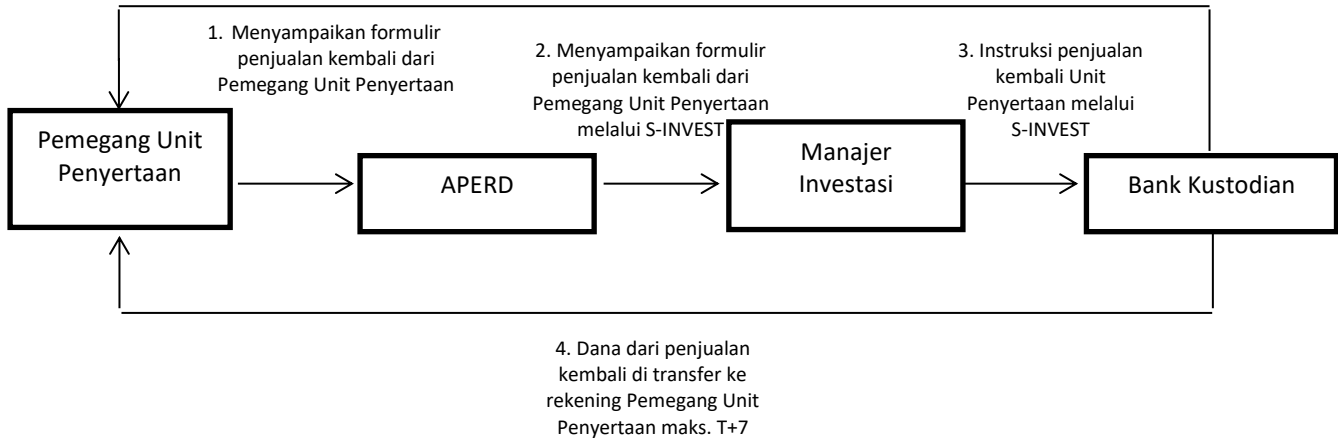 1. Menyampaikan formulir
penjualan kembali dari
Pemegang Unit Penyertaan
2. Menyampaikan formulir
penjualan kembali dari
Pemegang Unit Penyertaan
melalui S-INVEST
3. Instruksi penjualan
kembali Unit
Penyertaan melalui
S-INVEST
Pemegang Unit
Penyertaan
APERD
Manajer
Investasi
Bank Kustodian
4. Dana dari penjualan
kembali di transfer ke
rekening Pemegang Unit
Penyertaan maks. T+7